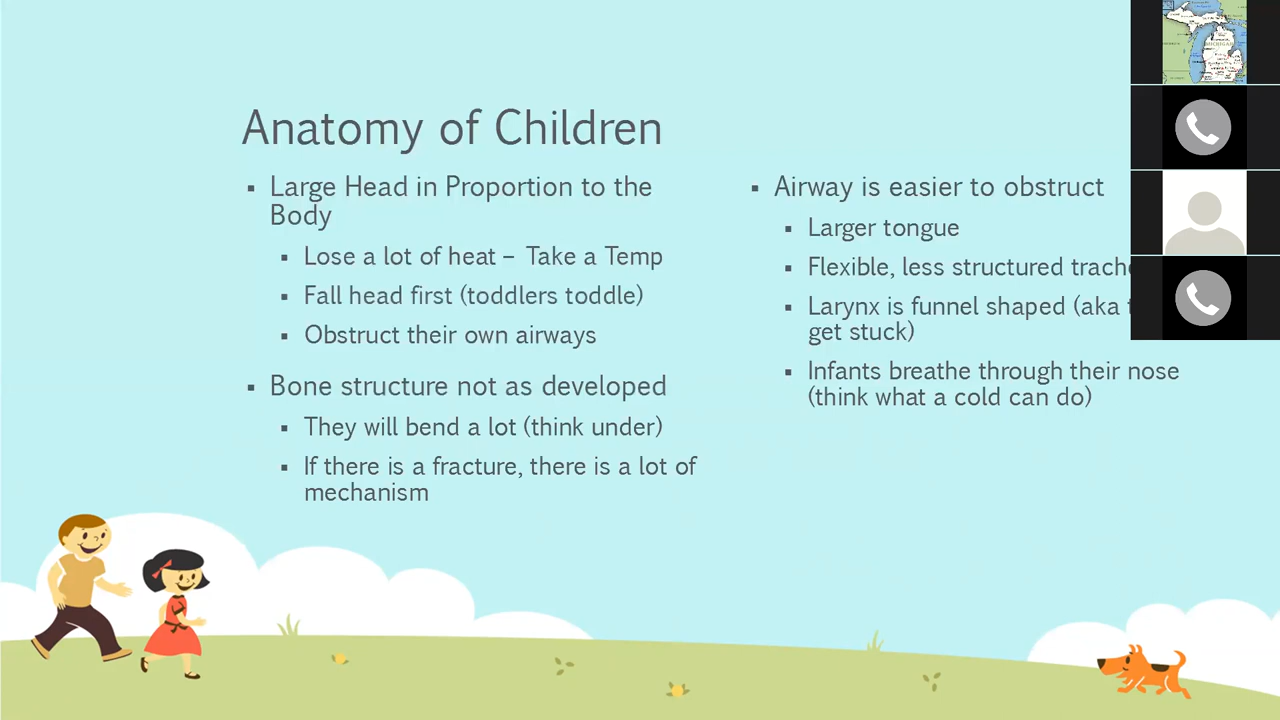 Anatomy of Children
▪ Large Head in Proportion to the
Body
▪ Lose a lot of heat – Take a Temp
▪ Fall head first (toddlers toddle)
▪ Obstruct their own airways
▪ Bone structure not as developed
▪ They will bend a lot (think under)
▪ If there is a fracture, there is a lot of
mechanism
▪ Airway is easier to obstruct
▪ Larger tongue
▪ Flexible, less structured
▪ Larynx is funnel shaped (aka
get stuck)
▪ Infants breathe through their nose
(think what a cold can do)